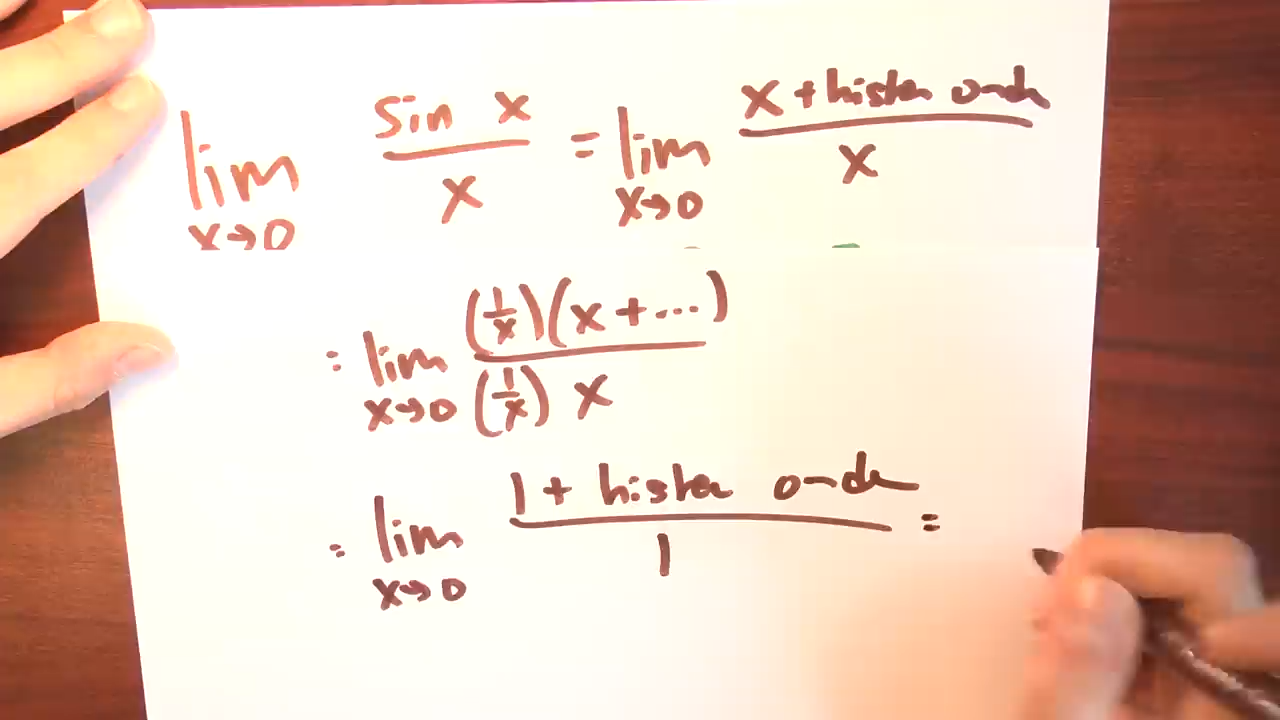 lim x→0 sin x / x = lim x→0 x + higher order / x
= lim x→0 (1/x)(x + ...) / (1/x) x
= lim x→0 1 + higher order / 1 =